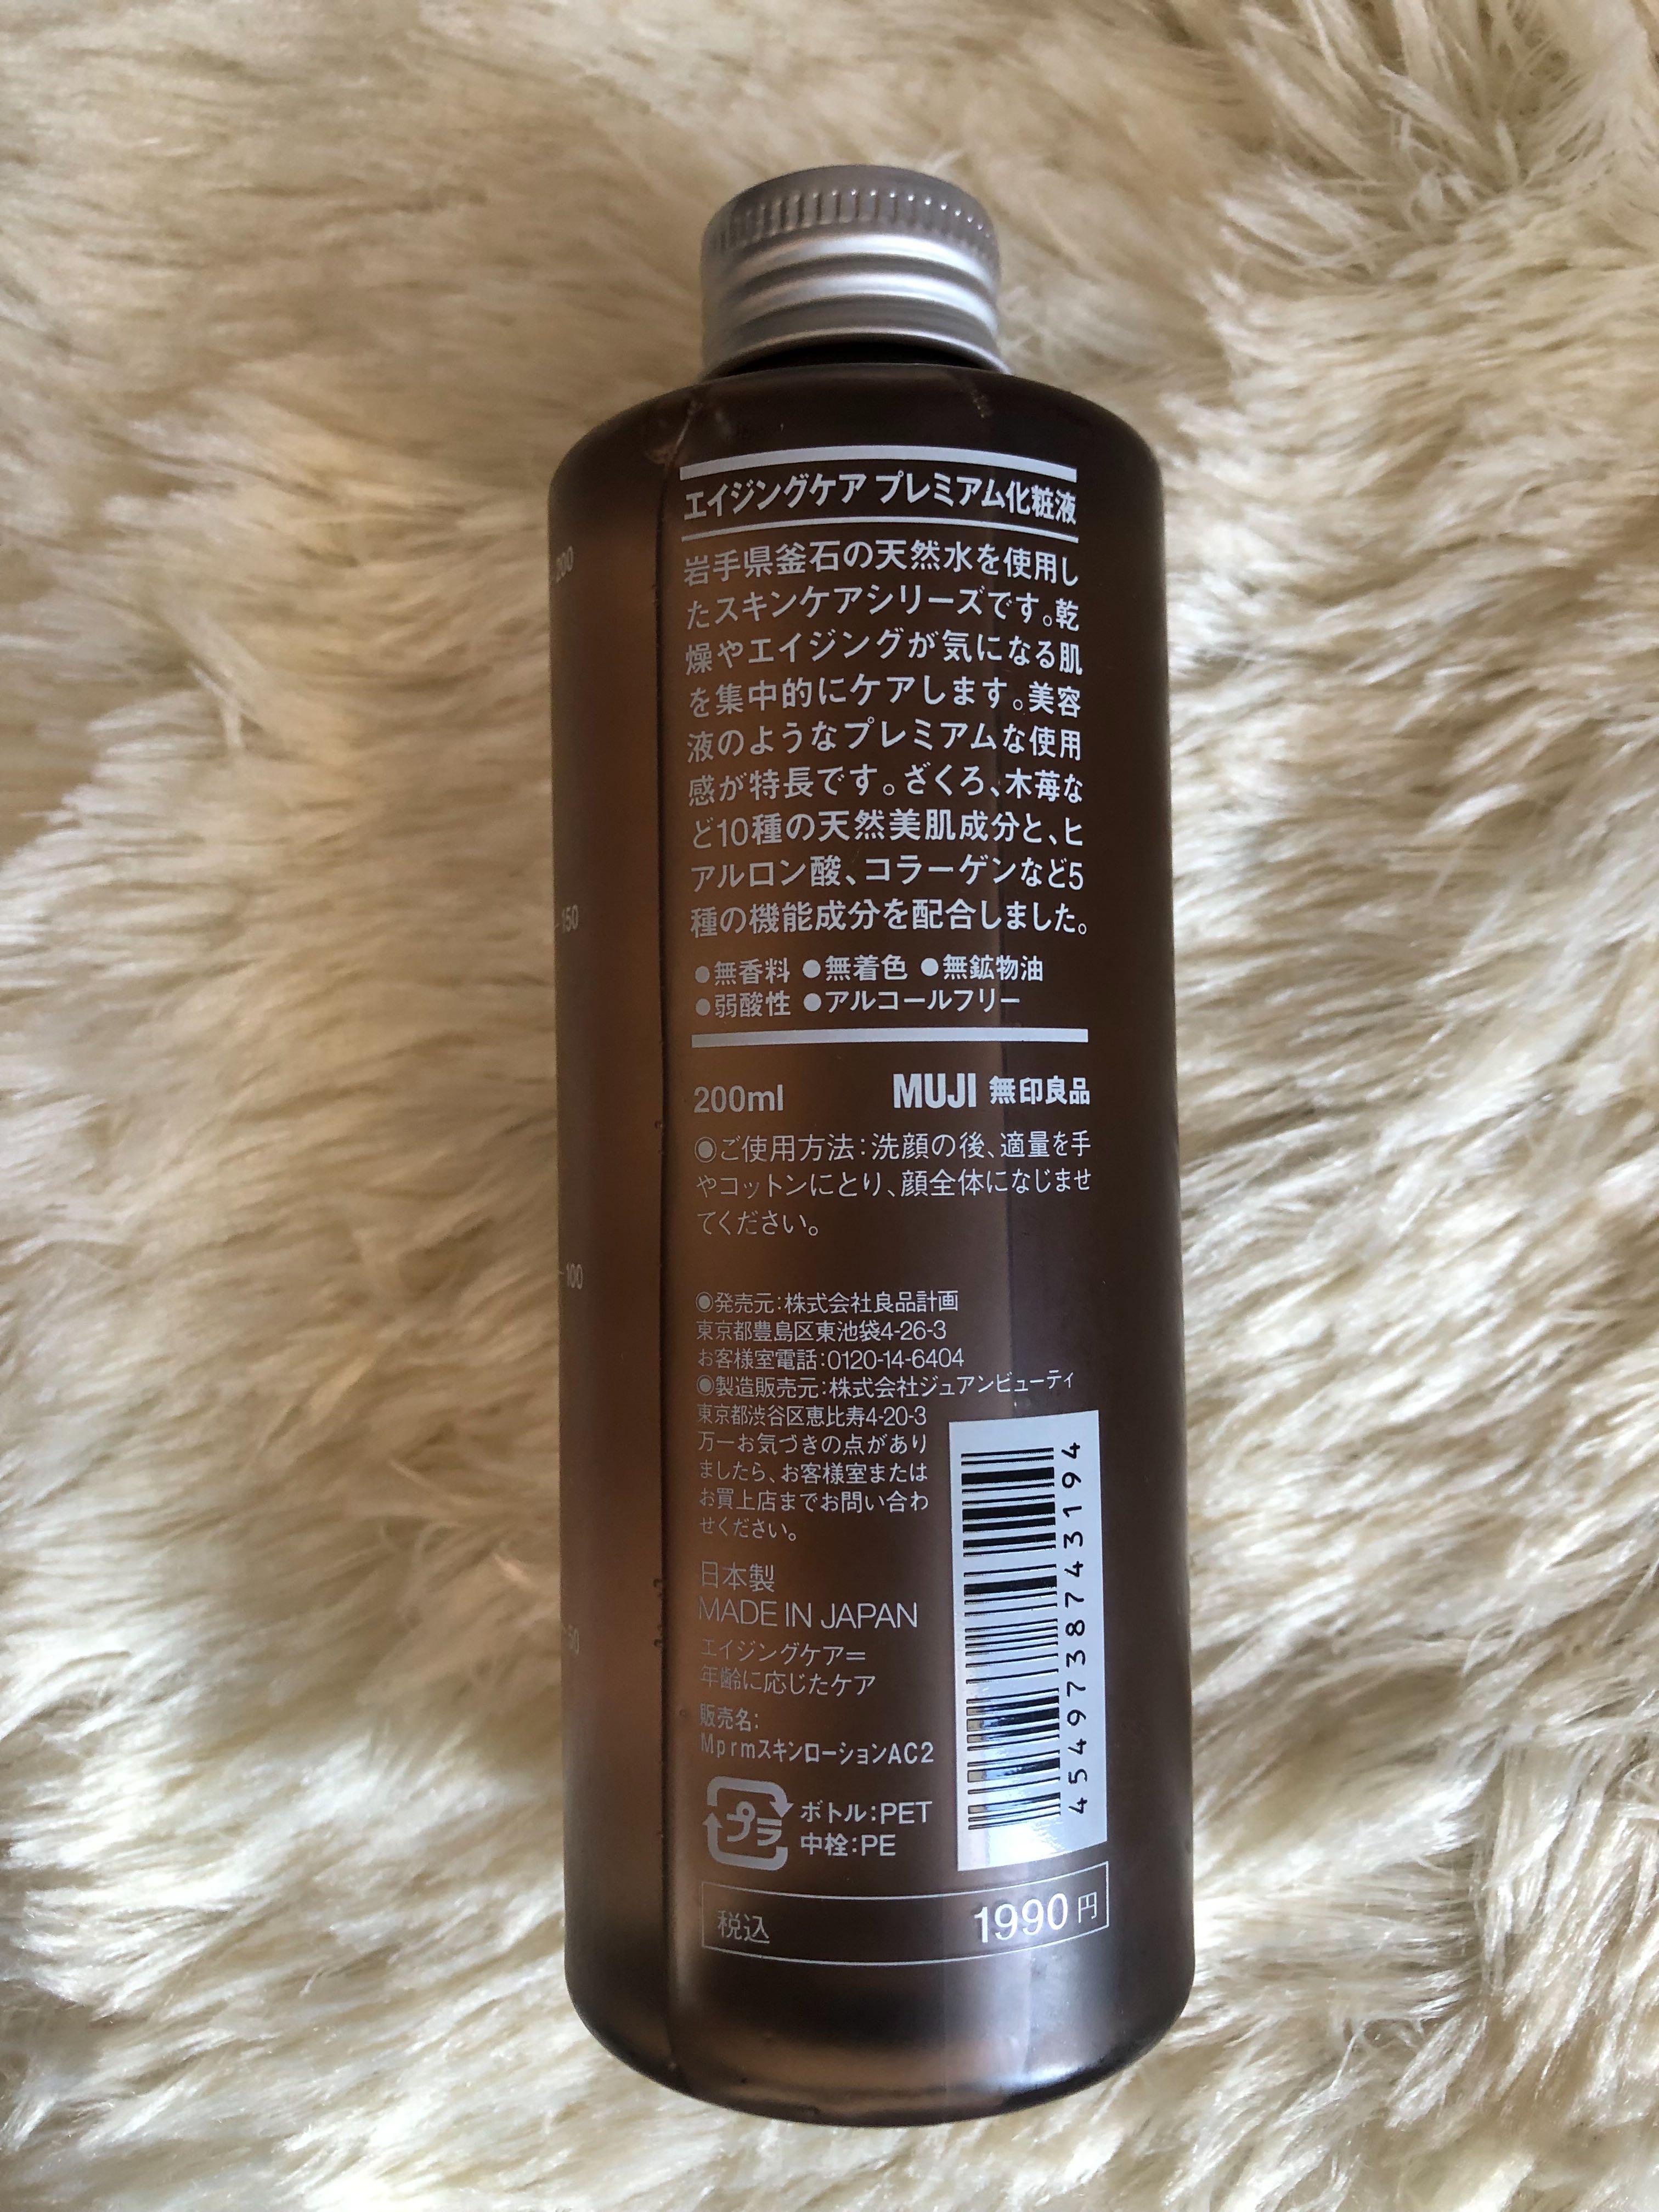 エイジングケア プレミアム化粧液
岩手県釜石の天然水を使用し
たスキンケアシリーズです。乾
燥やエイジングが気になる肌
を集中的にケアします。美容
液のようなプレミアムな使用
感が特長です。ざくろ、木苺な
ど10種の天然美肌成分と、ヒ
アルロン酸、コラーゲンなど5
種の機能成分を配合しました。
●無香料 ●無着色 ●無鉱物油
●弱酸性 ●アルコールフリー
200ml MUJI 無印良品
◉ご使用方法：洗顔の後、適量を手
やコットンにとり、顔全体になじませ
てください。
◉発売元：株式会社良品計画
東京都豊島区東池袋4-26-3
お客様室電話：0120-14-6404
◉製造販売元：株式会社ジュアンビューティ
東京都渋谷区恵比寿4-20-3
万一お気づきの点があり
ましたら、お客様室または
お買上店までお問い合わ
せください。
日本製
MADE IN JAPAN
エイジングケア＝
年齢に応じたケア
販売名：
MprmスキンローションAC2
プラ
ボトル：PET
中栓：PE
4549738743194
税込 1990円
200
150
100
50